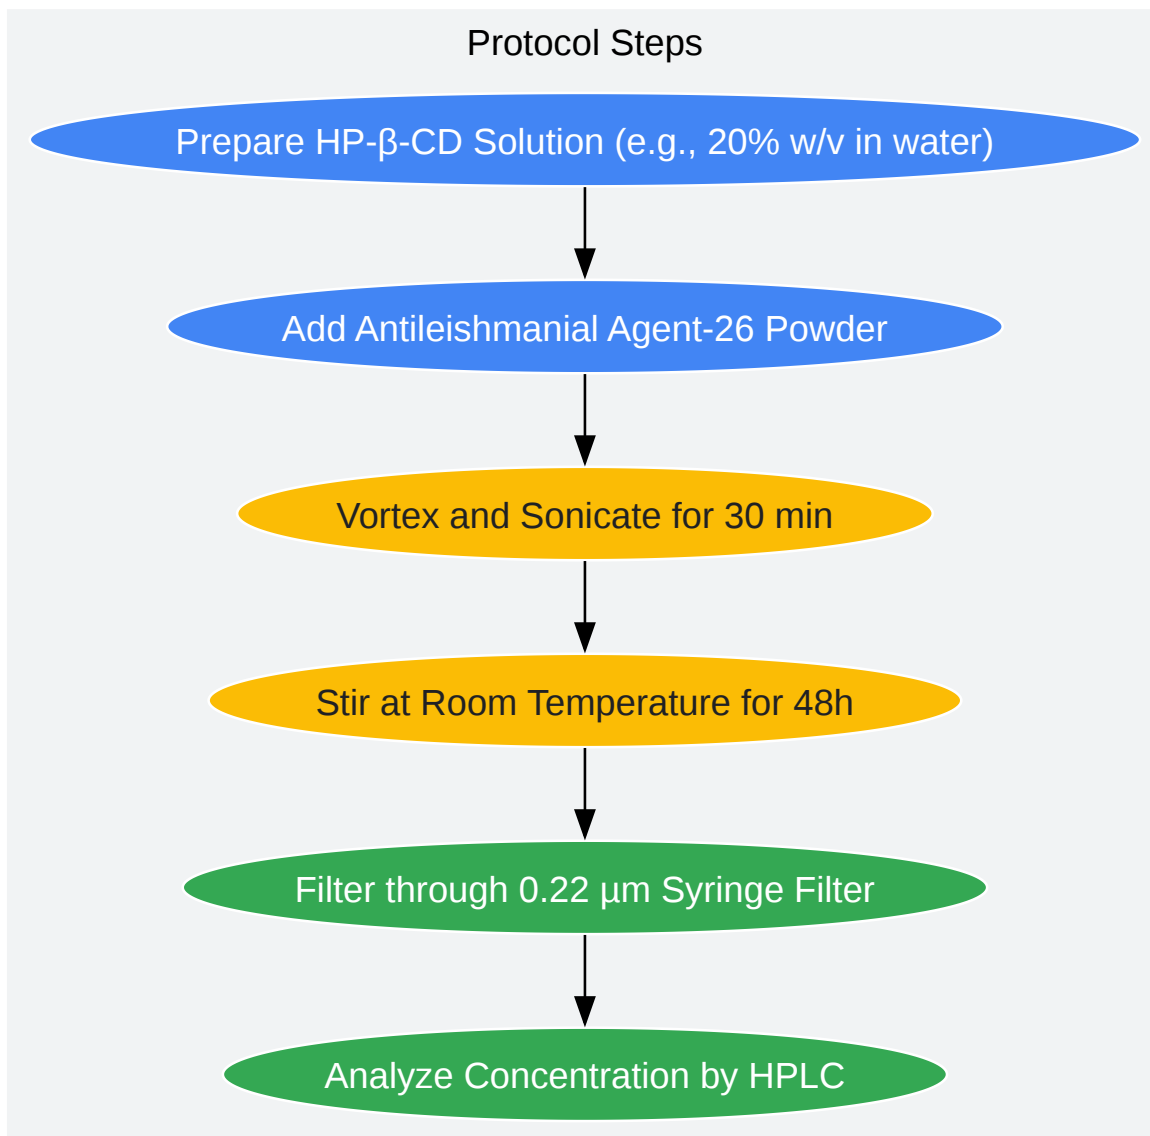 Protocol Steps
Prepare HP-β-CD Solution (e.g., 20% w/v in water)
Add Antileishmanial Agent-26 Powder
Vortex and Sonicate for 30 min
Stir at Room Temperature for 48h
Filter through 0.22 µm Syringe Filter
Analyze Concentration by HPLC